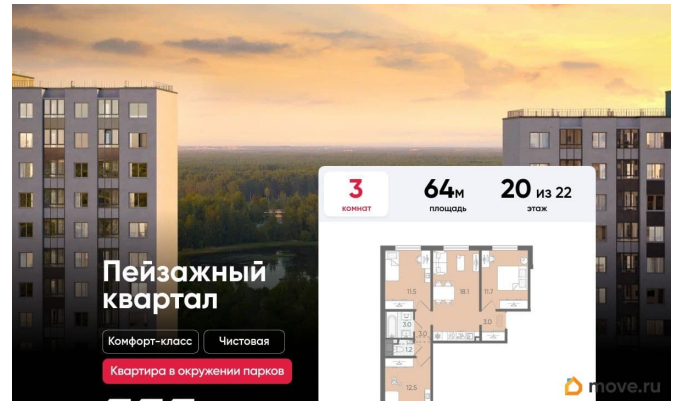 3
комнат
64м
площадь
20 из 22
этаж
Пейзажный
квартал
Комфорт-класс
Чистовая
Квартира в окружении парков
11.5
18.1
11.7
3.0
3.0
3.0
1.2
12.5
move.ru